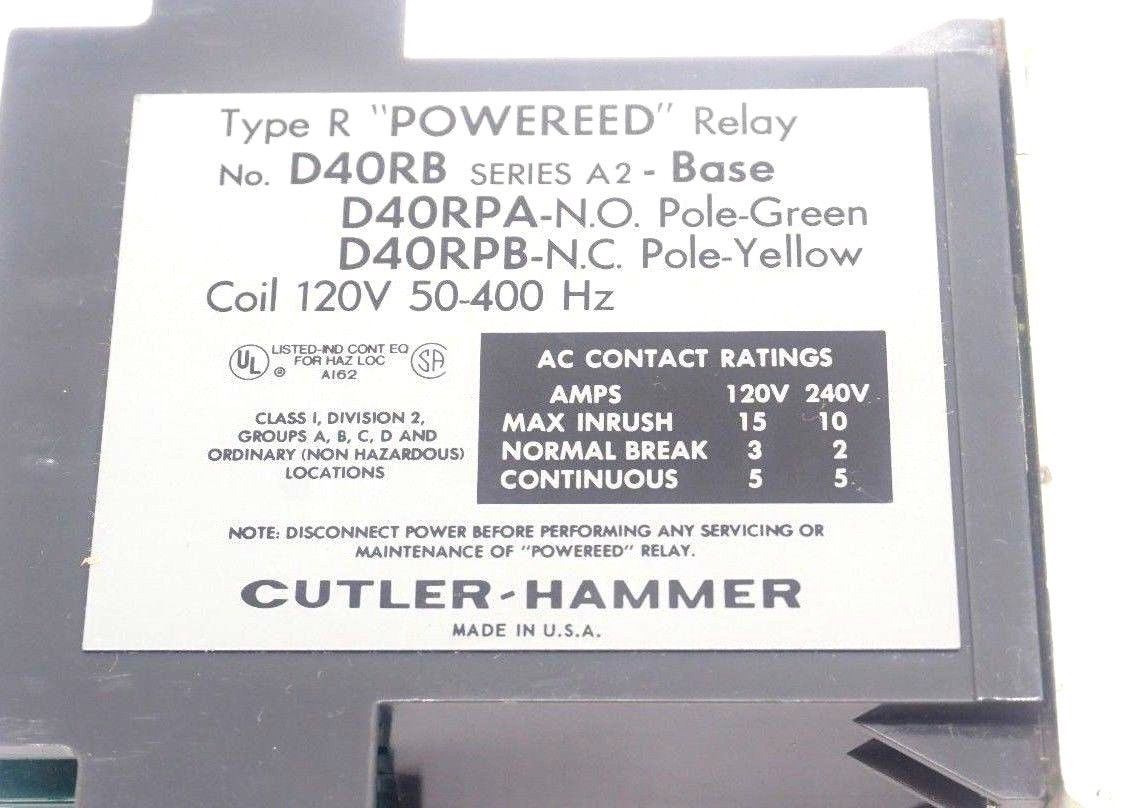 Type R "POWEREED" Relay
No. D40RB SERIES A2 - Base
D40RPA-N.O. Pole-Green
D40RPB-N.C. Pole-Yellow
Coil 120V 50-400 Hz
UL ® LISTED-IND CONT EQ
FOR HAZ LOC
A162
SA
CLASS I, DIVISION 2,
GROUPS A, B, C, D AND
ORDINARY (NON HAZARDOUS)
LOCATIONS
AC CONTACT RATINGS
AMPS 120V 240V
MAX INRUSH 15 10
NORMAL BREAK 3 2
CONTINUOUS 5 5
NOTE: DISCONNECT POWER BEFORE PERFORMING ANY SERVICING OR
MAINTENANCE OF "POWEREED" RELAY.
CUTLER-HAMMER
MADE IN U.S.A.